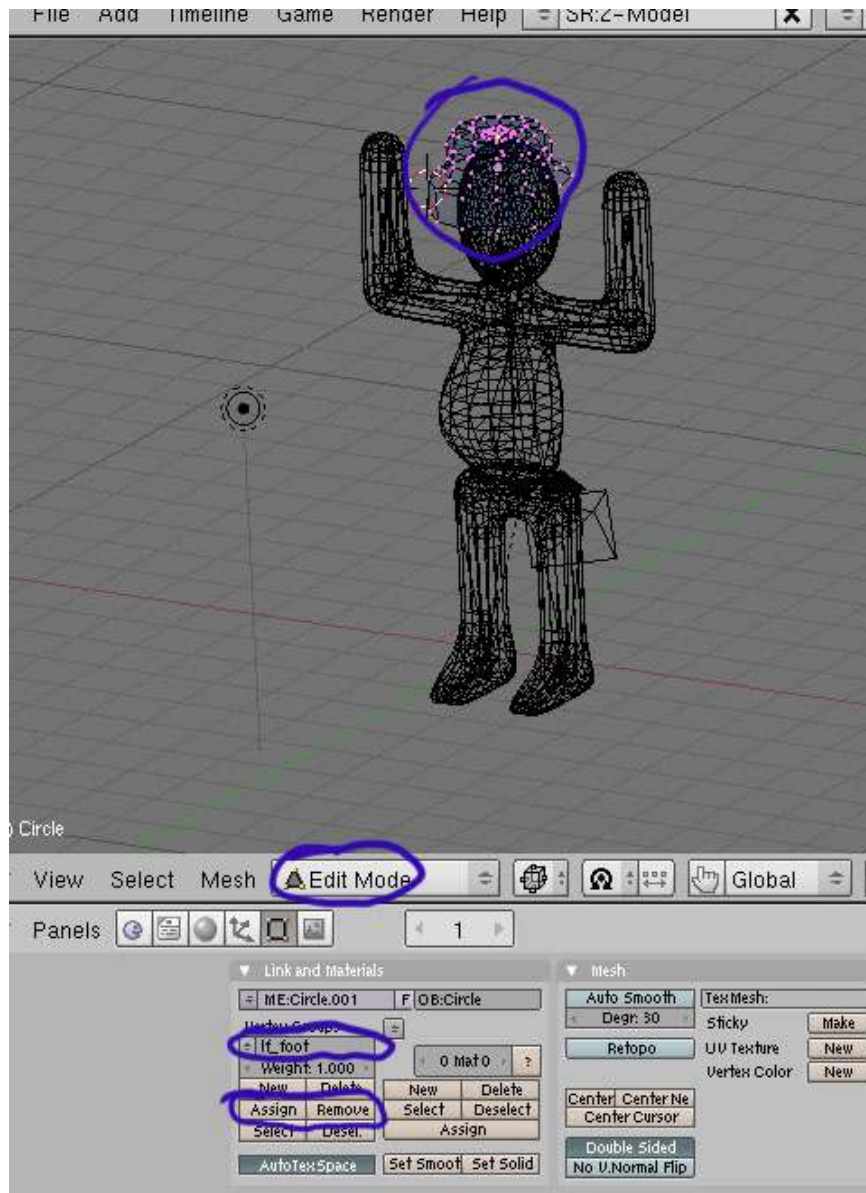 File Add Timeline Game Render Help SR:2-Model X
) Circle
View Select Mesh Edit Mode Global
Panels 1
Link and Materials Mesh
ME:Circle.001 F OB:Circle Auto Smooth TexMesh:
Vertex Groups Degr: 30 Sticky Make
lf_foot 0 Mat 0 ? Retopo UV Texture New
Weight: 1.000 Vertex Color New
New Delete New Delete Center Center Ne
Assign Remove Select Deselect Center Cursor
Select Desel. Assign
Double Sided
AutoTexSpace Set Smoot Set Solid No V.Normal Flip